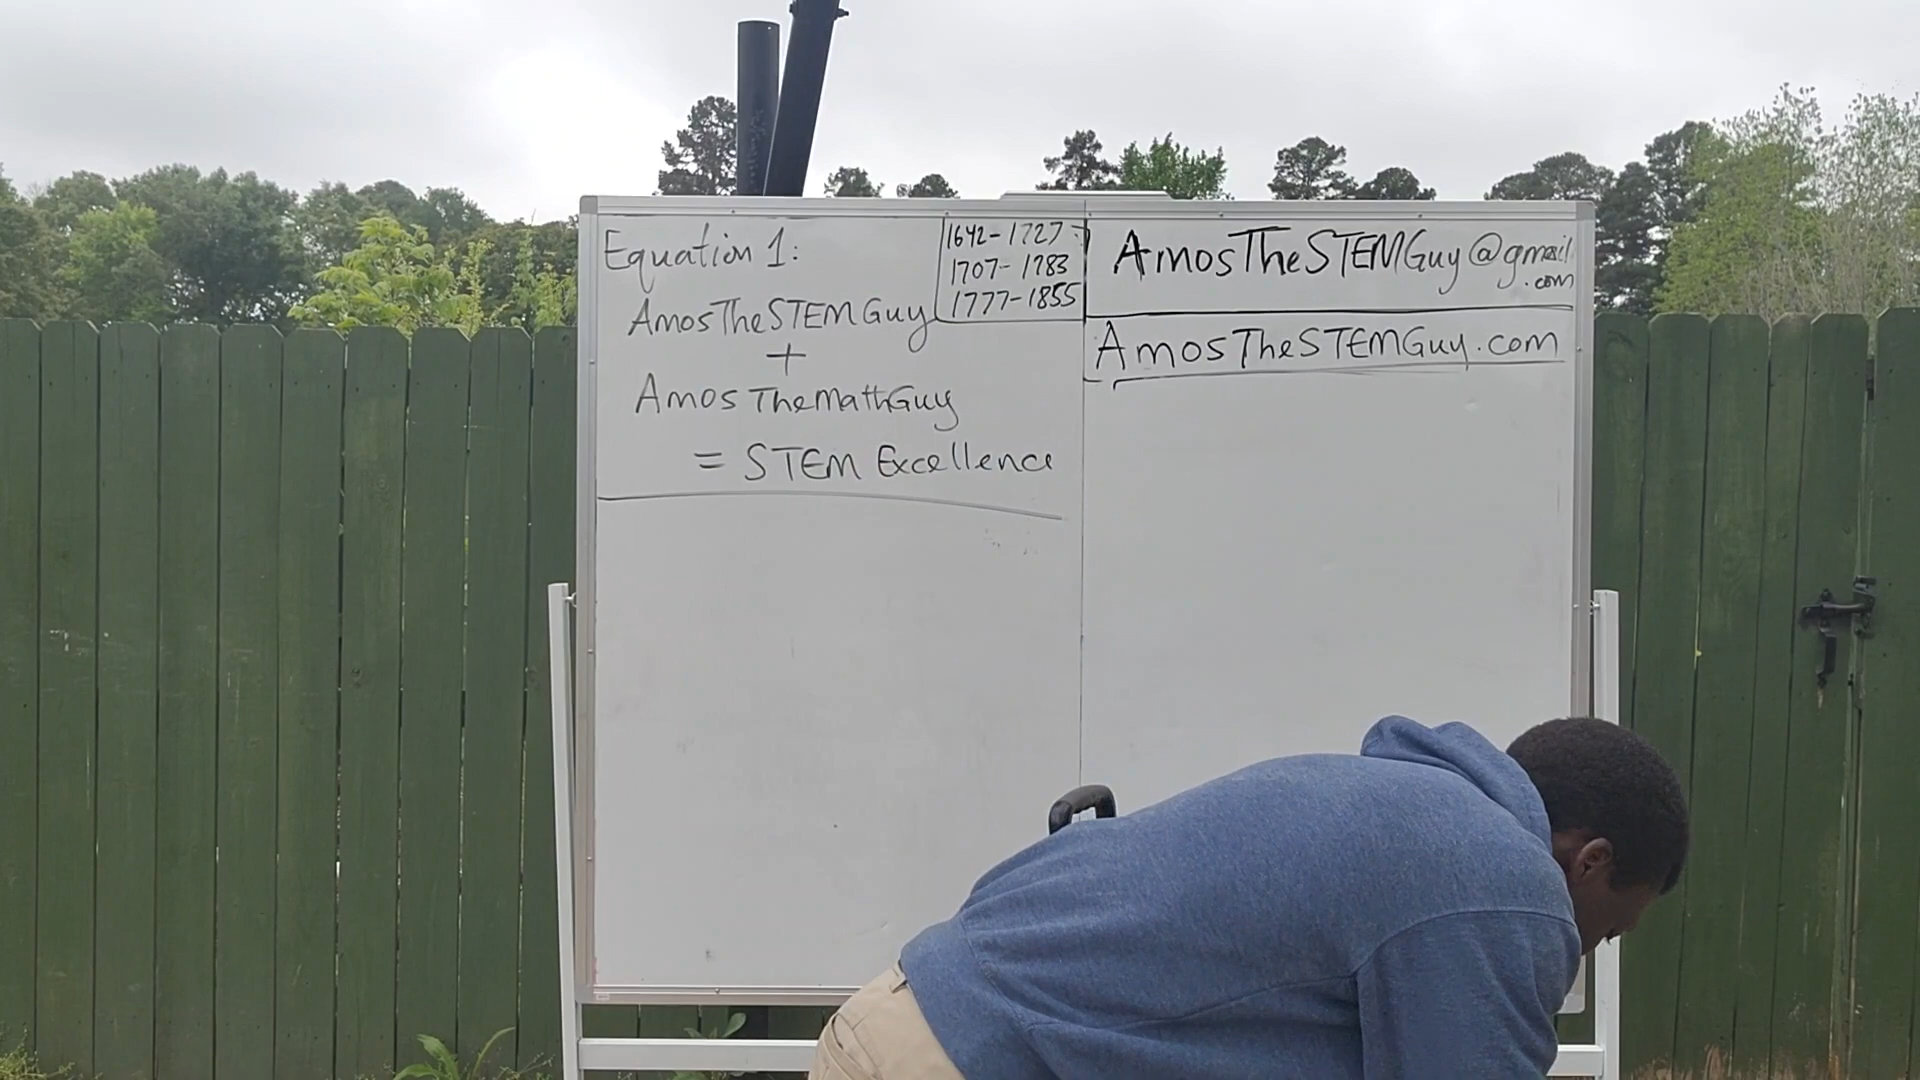 Equation 1:
AmosTheSTEMGuy
+
AmosTheMathGuy
= STEM Excellence
1642-1727
1707-1783
1777-1855
AmosTheSTEMGuy@gmail
.com
AmosTheSTEMGuy.com